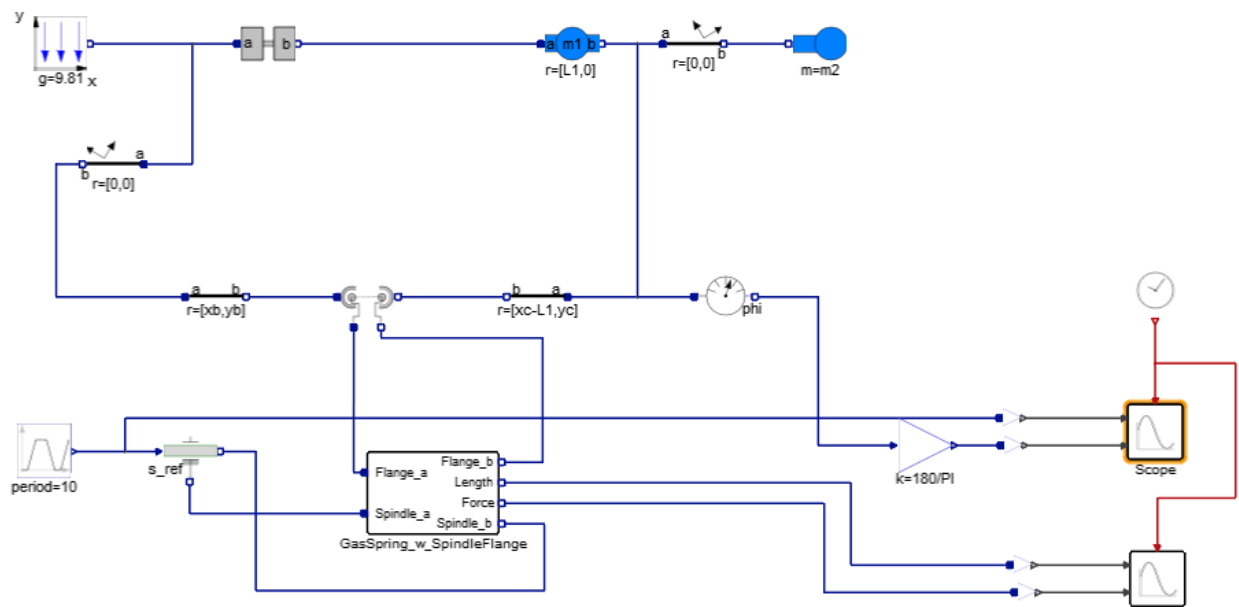 y
g=9.81 x
a b
a m1 b
r=[L1,0]
a b
r=[0,0]
m=m2
b a
r=[0,0]
a b
r=[xb,yb]
b a
r=[xc-L1,yc]
phi
period=10
s_ref
Flange_a
Spindle_a
Flange_b
Length
Force
Spindle_b
GasSpring_w_SpindleFlange
k=180/PI
Scope